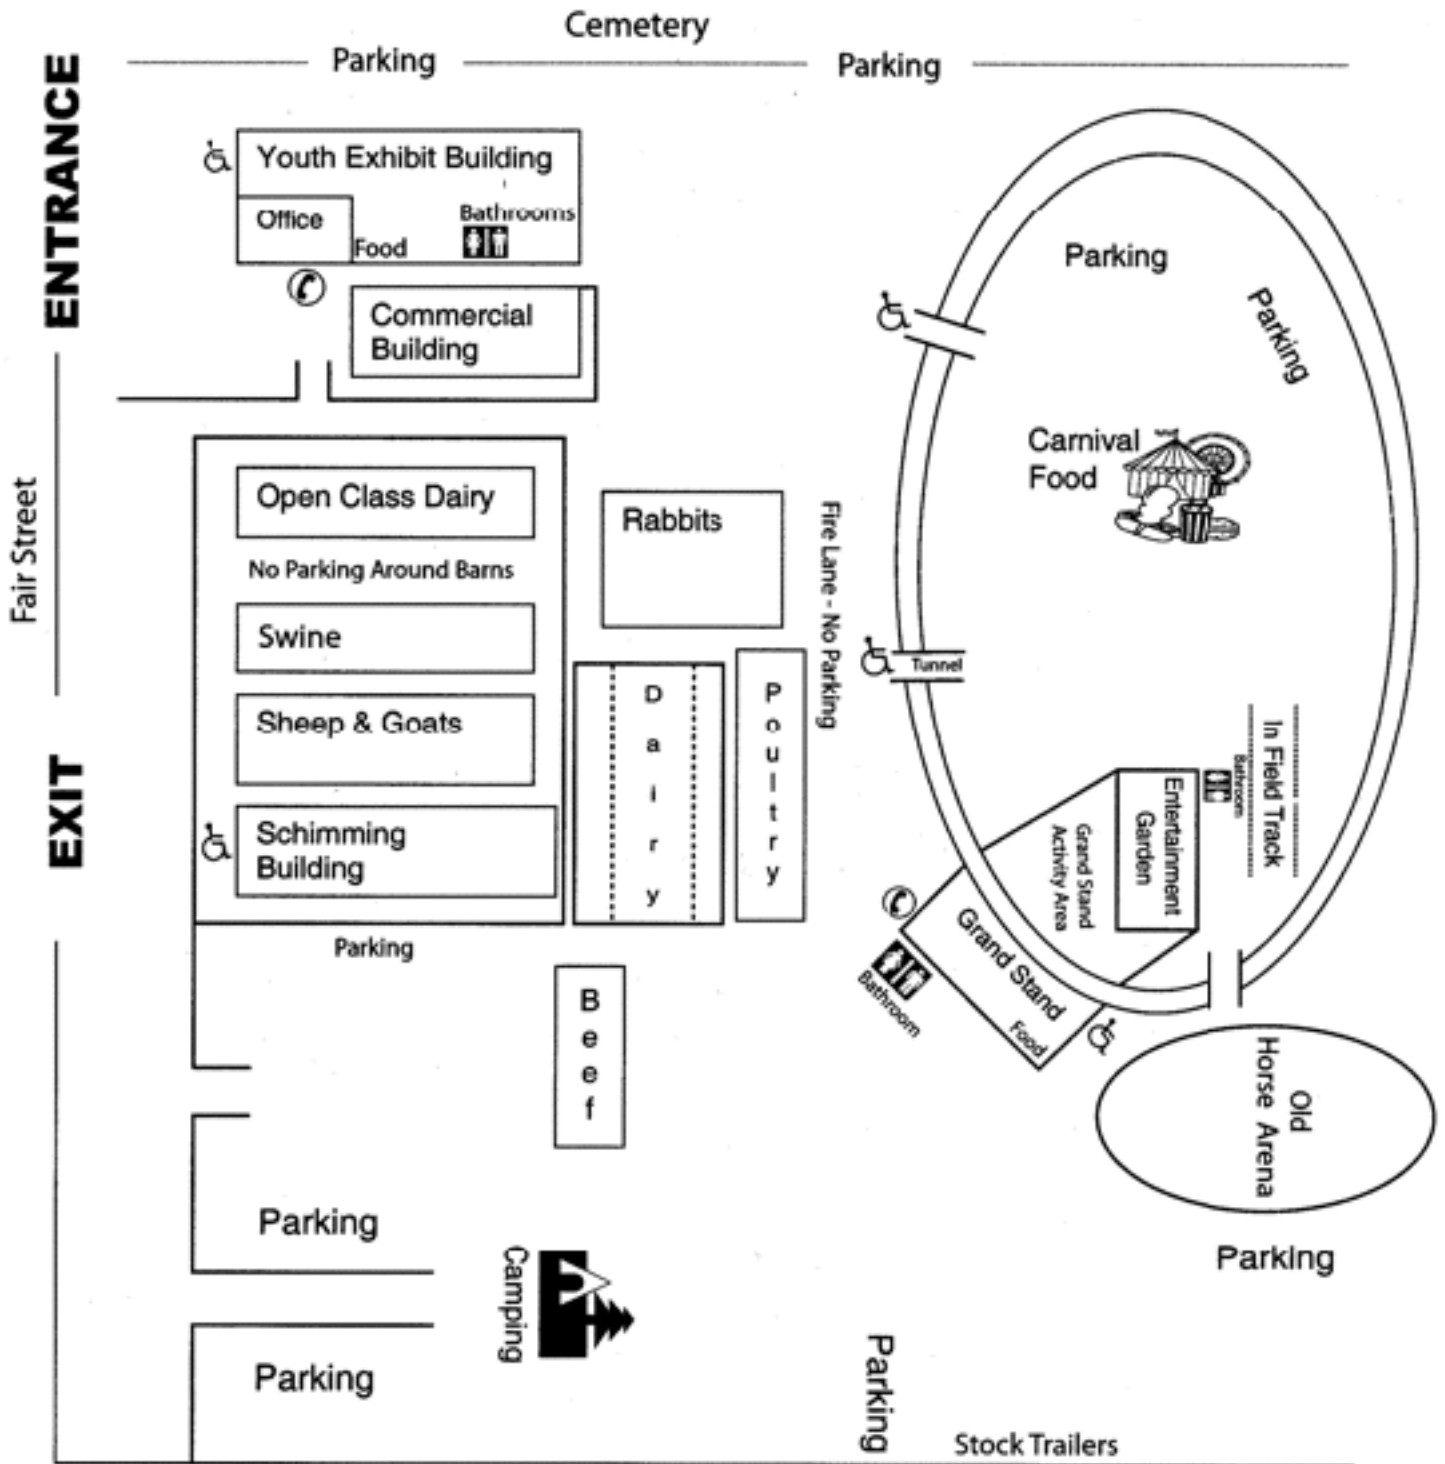 Cemetery
Parking
Parking
ENTRANCE
Youth Exhibit Building
Office
Bathrooms
Food
Commercial
Building
Parking
Parking
Carnival
Food
Fair Street
Open Class Dairy
No Parking Around Barns
Swine
Sheep & Goats
Schimming
Building
Parking
Rabbits
Dairy
Poultry
Fire Lane - No Parking
Tunnel
In Field Track
Bathroom
Entertainment
Garden
Grand Stand
Activity Area
Grand Stand
Food
Bathroom
EXIT
Beef
Old
Horse Arena
Parking
Parking
Camping
Parking
Parking
Stock Trailers